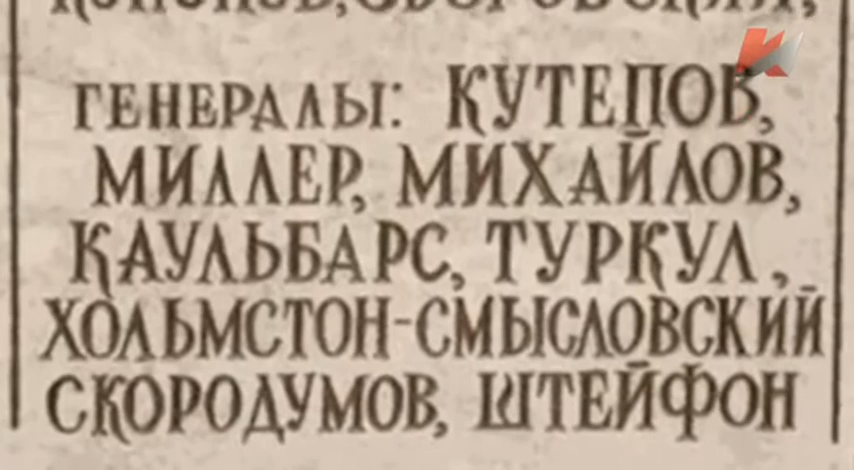 ГЕНЕРАЛЫ: КУТЕПОВ,
МИЛЛЕР, МИХАЙЛОВ,
КАУЛЬБАРС, ТУРКУЛ,
ХОЛЬМСТОН-СМЫСЛОВСКИЙ
СКОРОДУМОВ, ШТЕЙФОН